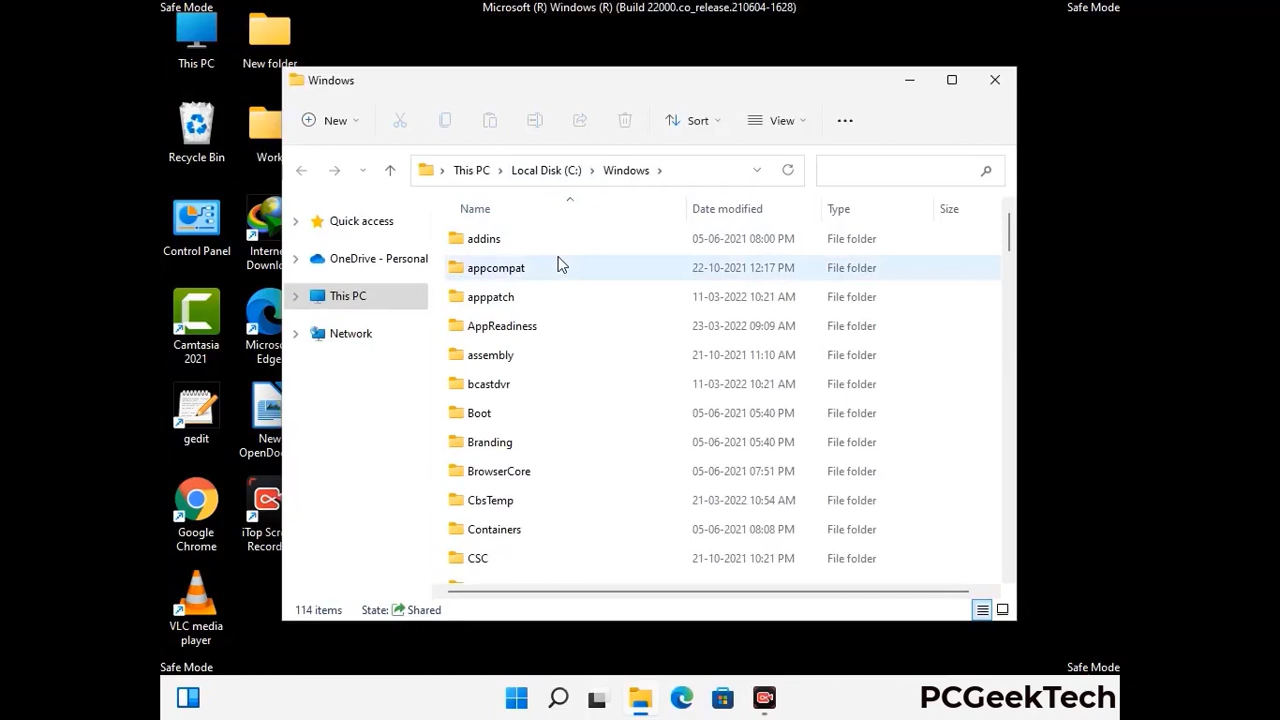 Safe Mode
Microsoft (R) Windows (R) (Build 22000.co_release.210604-1628)
Safe Mode
This PC
New folder
Recycle Bin
Work
Control Panel
Internet
Downlo
Camtasia
2021
Micros
Edge
gedit
New
OpenDo
Google
Chrome
iTop Scr
Record
VLC media
player
Windows
New
Sort
View
This PC
Local Disk (C:)
Windows
Quick access
OneDrive - Personal
This PC
Network
Name Date modified Type Size
addins 05-06-2021 08:00 PM File folder
appcompat 22-10-2021 12:17 PM File folder
apppatch 11-03-2022 10:21 AM File folder
AppReadiness 23-03-2022 09:09 AM File folder
assembly 21-10-2021 11:10 AM File folder
bcastdvr 11-03-2022 10:21 AM File folder
Boot 05-06-2021 05:40 PM File folder
Branding 05-06-2021 05:40 PM File folder
BrowserCore 05-06-2021 07:51 PM File folder
CbsTemp 21-03-2022 10:54 AM File folder
Containers 05-06-2021 08:08 PM File folder
CSC 21-10-2021 10:21 PM File folder
114 items State: Shared
Safe Mode
Safe Mode
PCGeekTech